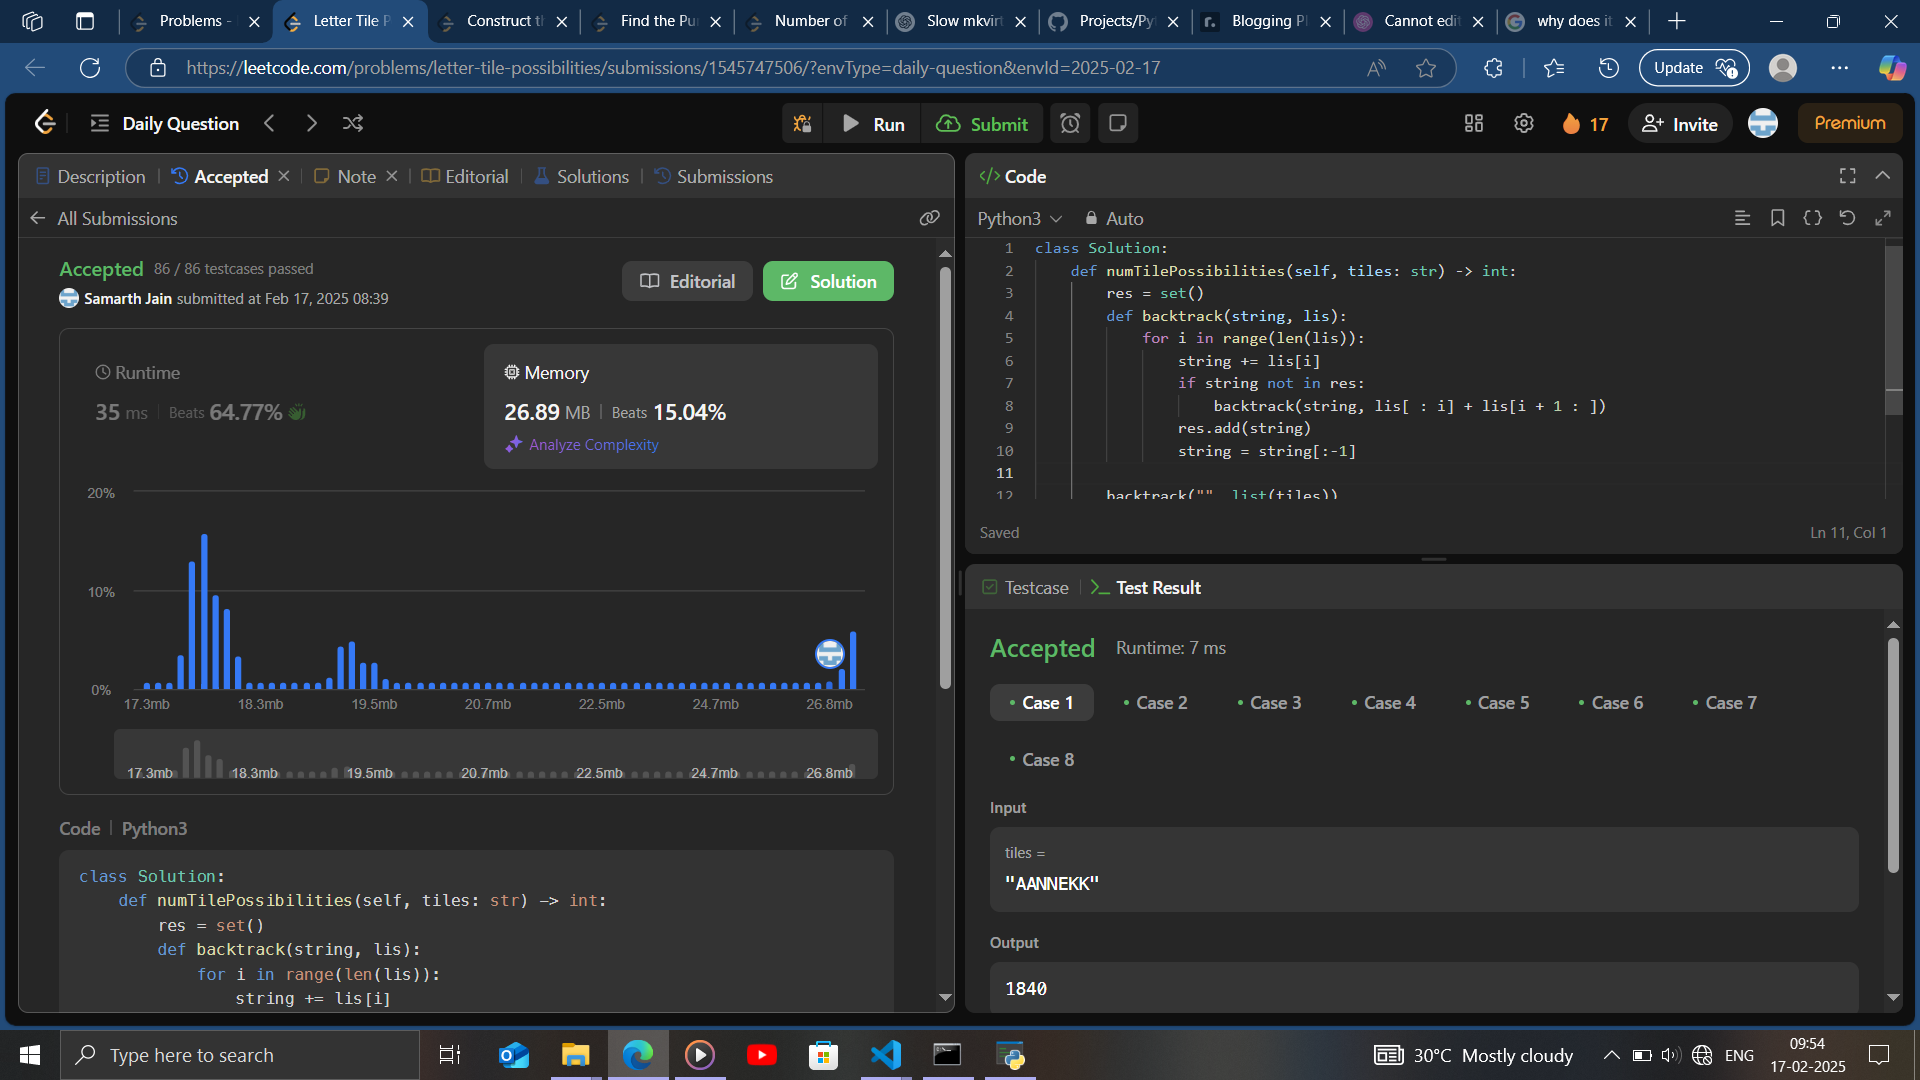 Problems -
Letter Tile P
Construct th
Find the Pu
Number of
Slow mkvirt
Projects/Pyt
Blogging Pl
Cannot edit
why does it
https://leetcode.com/problems/letter-tile-possibilities/submissions/1545747506/?envType=daily-question&envId=2025-02-17
Update
Daily Question
Run
Submit
17
Invite
Premium
Description
Accepted
Note
Editorial
Solutions
Submissions
All Submissions
Accepted 86 / 86 testcases passed
Samarth Jain submitted at Feb 17, 2025 08:39
Editorial
Solution
Runtime
35 ms | Beats 64.77%
Memory
26.89 MB | Beats 15.04%
Analyze Complexity
20%
10%
0%
17.3mb 18.3mb 19.5mb 20.7mb 22.5mb 24.7mb 26.8mb
17.3mb 18.3mb 19.5mb 20.7mb 22.5mb 24.7mb 26.8mb
Code | Python3
class Solution:
def numTilePossibilities(self, tiles: str) -> int:
res = set()
def backtrack(string, lis):
for i in range(len(lis)):
string += lis[i]
</> Code
Python3
Auto
1 class Solution:
2 def numTilePossibilities(self, tiles: str) -> int:
3 res = set()
4 def backtrack(string, lis):
5 for i in range(len(lis)):
6 string += lis[i]
7 if string not in res:
8 backtrack(string, lis[ : i] + lis[i + 1 : ])
9 res.add(string)
10 string = string[:-1]
11
12 backtrack("", list(tiles))
Saved
Ln 11, Col 1
Testcase
Test Result
Accepted Runtime: 7 ms
Case 1 Case 2 Case 3 Case 4 Case 5 Case 6 Case 7
Case 8
Input
tiles =
"AANNEKK"
Output
1840
Type here to search
30°C Mostly cloudy
ENG
09:54
17-02-2025